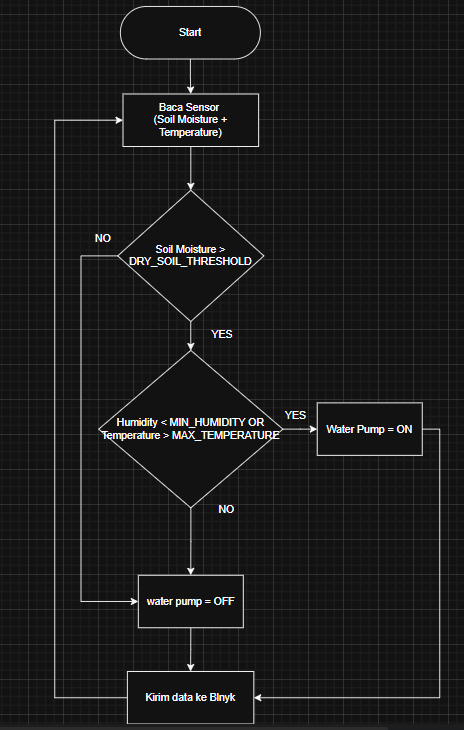 Start
Baca Sensor
(Soil Moisture +
Temperature)
NO
Soil Moisture >
DRY_SOIL_THRESHOLD
YES
Humidity < MIN_HUMIDITY OR
Temperature > MAX_TEMPERATURE
YES
Water Pump = ON
NO
water pump = OFF
Kirim data ke Blnyk